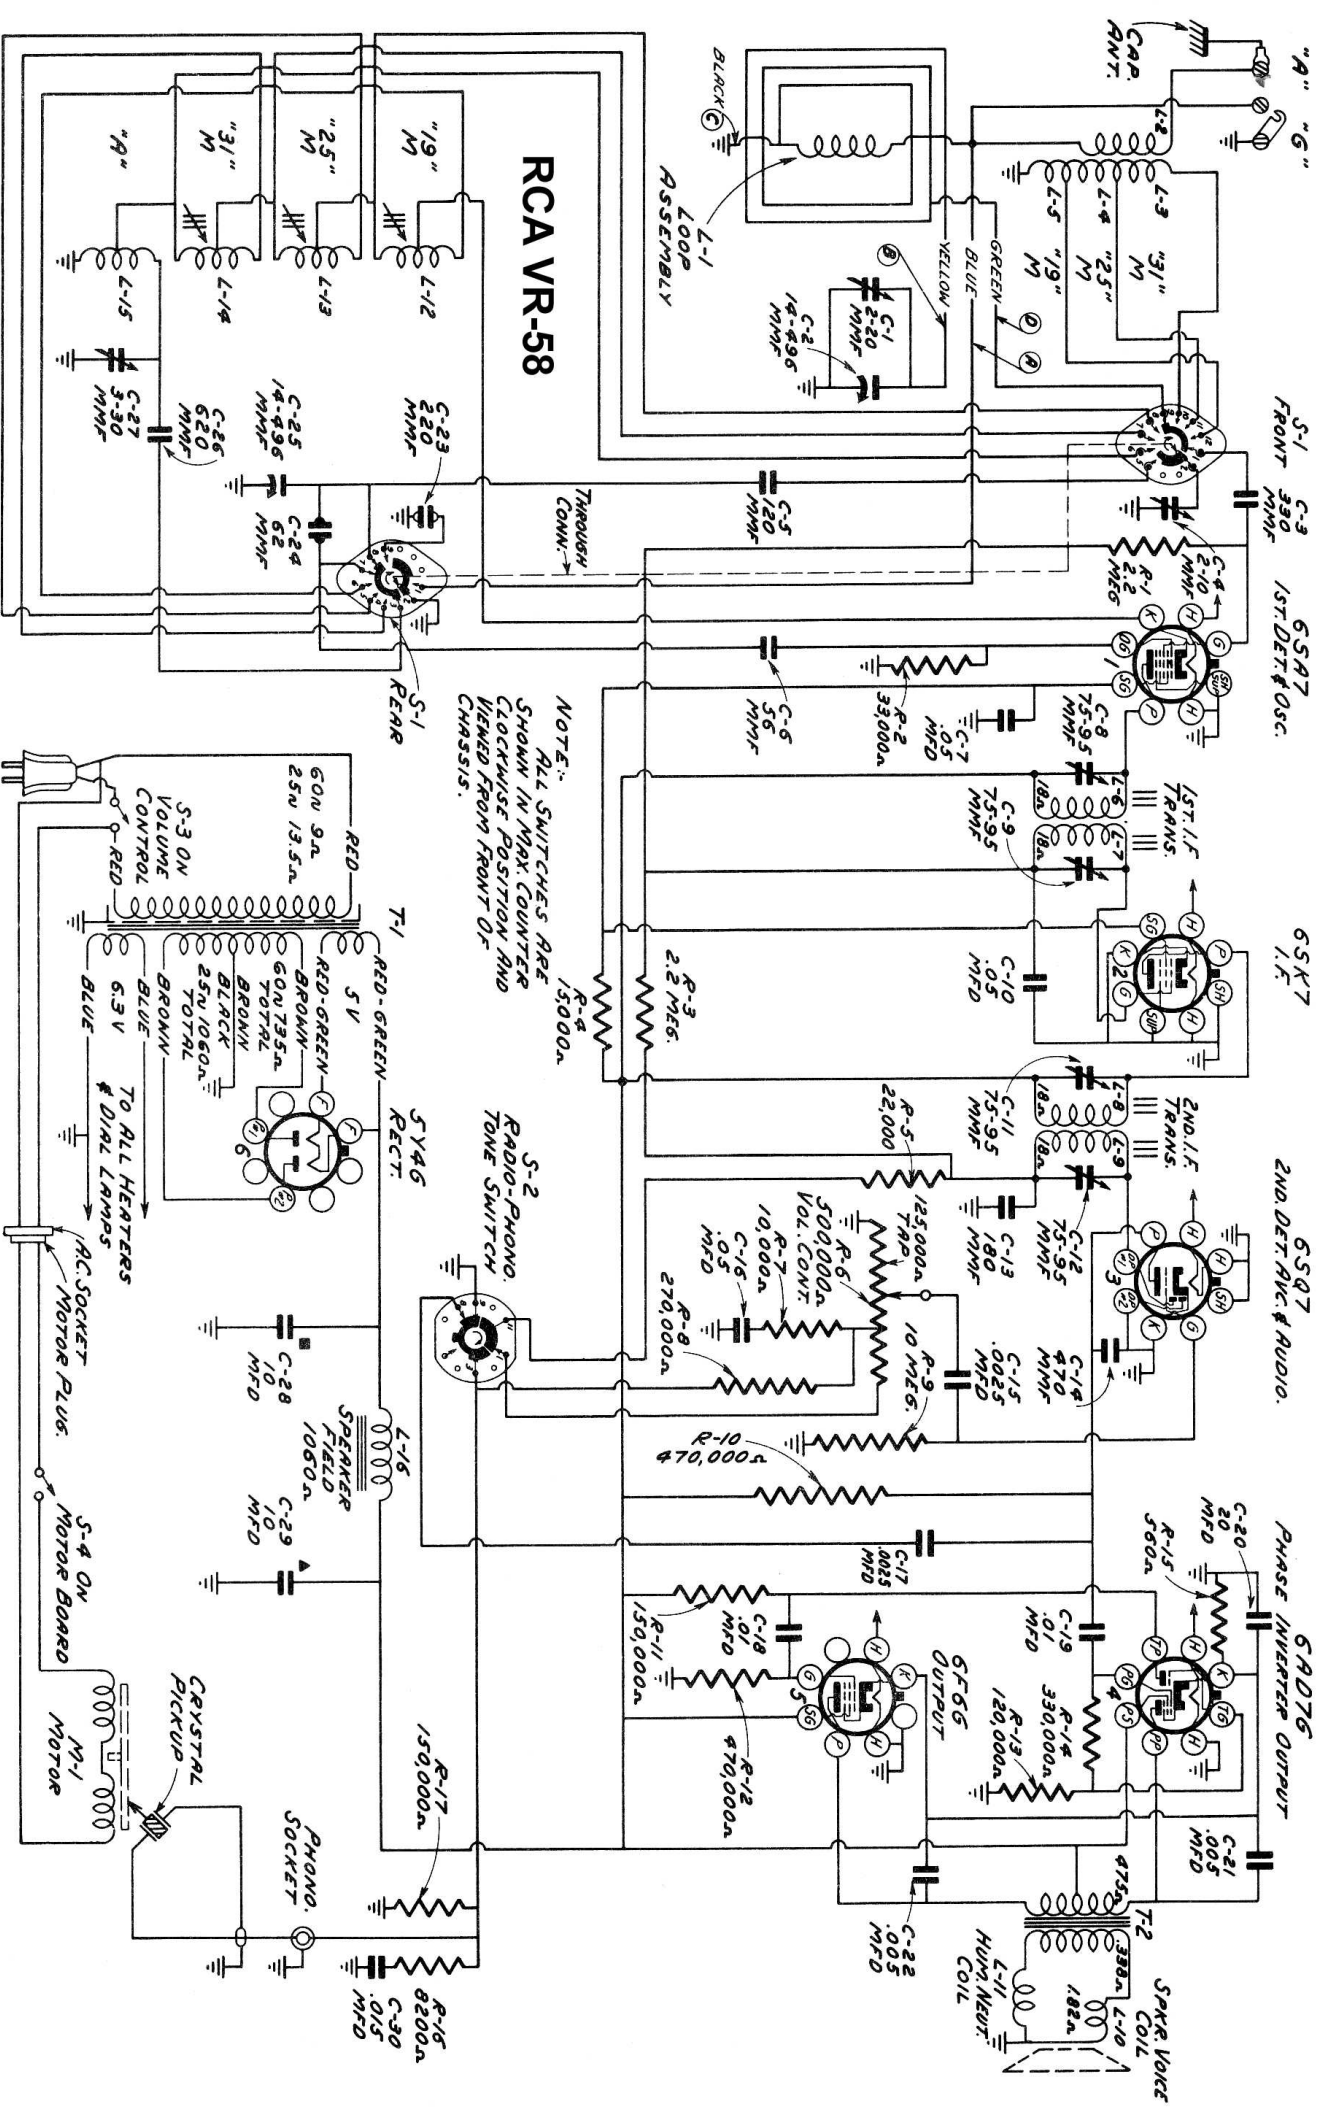 "A" "G"
CAP.
ANT.
L-2
L-3
L-4
L-5
"31"
M
"25"
M
"19"
M
BLACK
C
L-1
LOOP
ASSEMBLY
GREEN
BLUE
YELLOW
D
A
B
C-1
2-20
MMF
C-2
14-496
MMF
S-1
FRONT
C-3
330
MMF
C-4
2-10
MMF
R-1
2.2
MEG
6SA7
1ST. DET. & OSC.
C-5
120
MMF
C-6
56
MMF
R-2
33,000Ω
C-7
.05
MFD
C-8
75-95
MMF
1ST. I.F.
TRANS.
L-6
18Ω
L-7
18Ω
C-9
75-95
MMF
6SK7
I.F.
C-10
.05
MFD
2ND. I.F.
TRANS.
L-8
18Ω
L-9
18Ω
C-11
75-95
MMF
C-12
75-95
MMF
C-13
180
MMF
6SQ7
2ND. DET. AVC. & AUDIO.
C-14
470
MMF
R-3
2.2 MEG.
R-4
15,000Ω
R-5
22,000
125,000Ω
TAP
R-6
500,000Ω
VOL. CONT.
R-7
10,000Ω
C-16
.05
MFD
R-8
270,000Ω
C-15
.0025
MFD
R-9
10 MEG.
R-10
470,000Ω
C-17
.0025
MFD
6AD7G
PHASE INVERTER OUTPUT
C-20
20
MFD
R-15
560Ω
C-19
.01
MFD
R-14
330,000Ω
R-13
120,000Ω
C-18
.01
MFD
R-11
150,000Ω
R-12
470,000Ω
6F6G
OUTPUT
C-21
.005
MFD
C-22
.005
MFD
475Ω
T-2
.338Ω
L-10
1.82Ω
SPKR. VOICE
COIL
L-11
HUM. NEUT.
COIL
RCA VR-58
"19"
M
"25"
M
"31"
M
"A"
L-12
L-13
L-14
L-15
C-23
220
MMF
C-24
62
MMF
C-25
14-496
MMF
C-26
620
MMF
C-27
3-30
MMF
THROUGH
CONN.
S-1
REAR
NOTE:-
ALL SWITCHES ARE
SHOWN IN MAX. COUNTER
CLOCKWISE POSITION AND
VIEWED FROM FRONT OF
CHASSIS.
S-3 ON
VOLUME
CONTROL
60~ 9Ω
25~ 13.5Ω
RED
RED
T-1
RED-GREEN
5V
RED-GREEN
BROWN
60~ 735Ω
TOTAL
BROWN
BLACK
25~ 1060Ω
TOTAL
BROWN
BLUE
6.3 V
BLUE
TO ALL HEATERS
& DIAL LAMPS
5Y4G
RECT.
S-2
RADIO-PHONO.
TONE SWITCH
AC. SOCKET
MOTOR PLUG.
C-28
10
MFD
L-16
SPEAKER
FIELD
1060Ω
C-29
10
MFD
S-4 ON
MOTOR BOARD
M-1
MOTOR
CRYSTAL
PICKUP
PHONO.
SOCKET
R-17
150,000Ω
R-16
8200Ω
C-30
.015
MFD